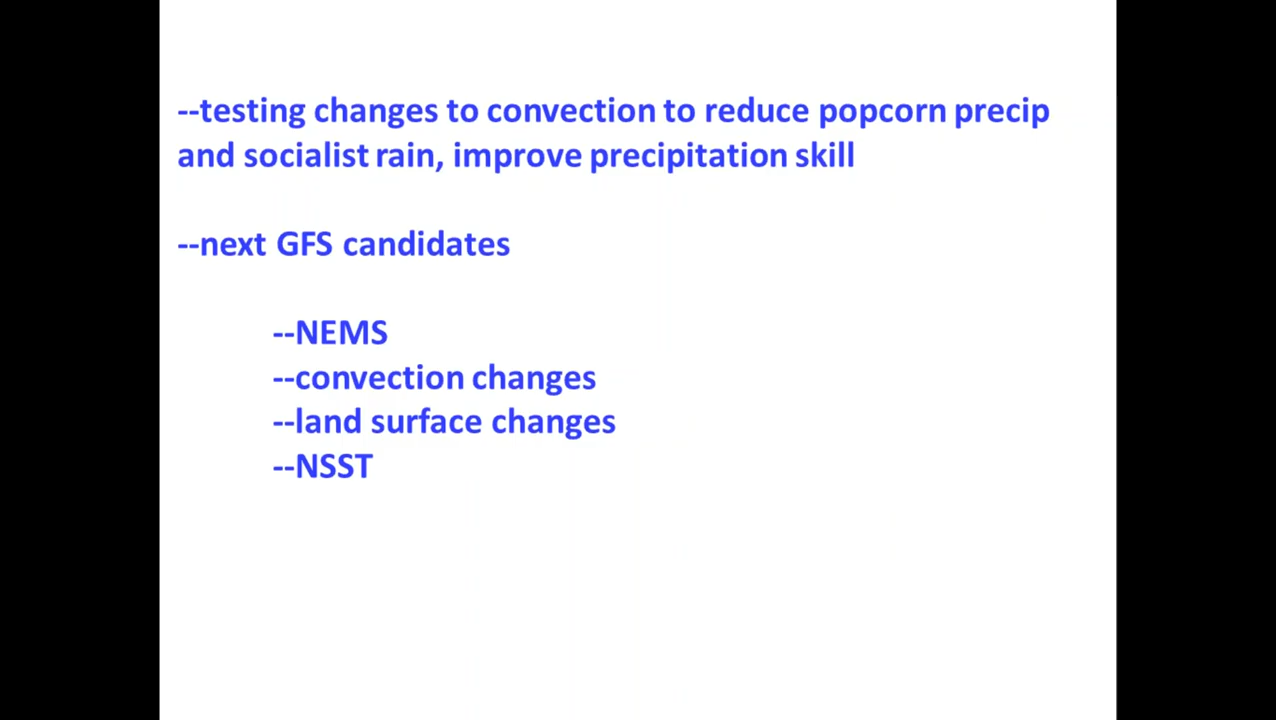 --testing changes to convection to reduce popcorn precip
and socialist rain, improve precipitation skill
--next GFS candidates
--NEMS
--convection changes
--land surface changes
--NSST